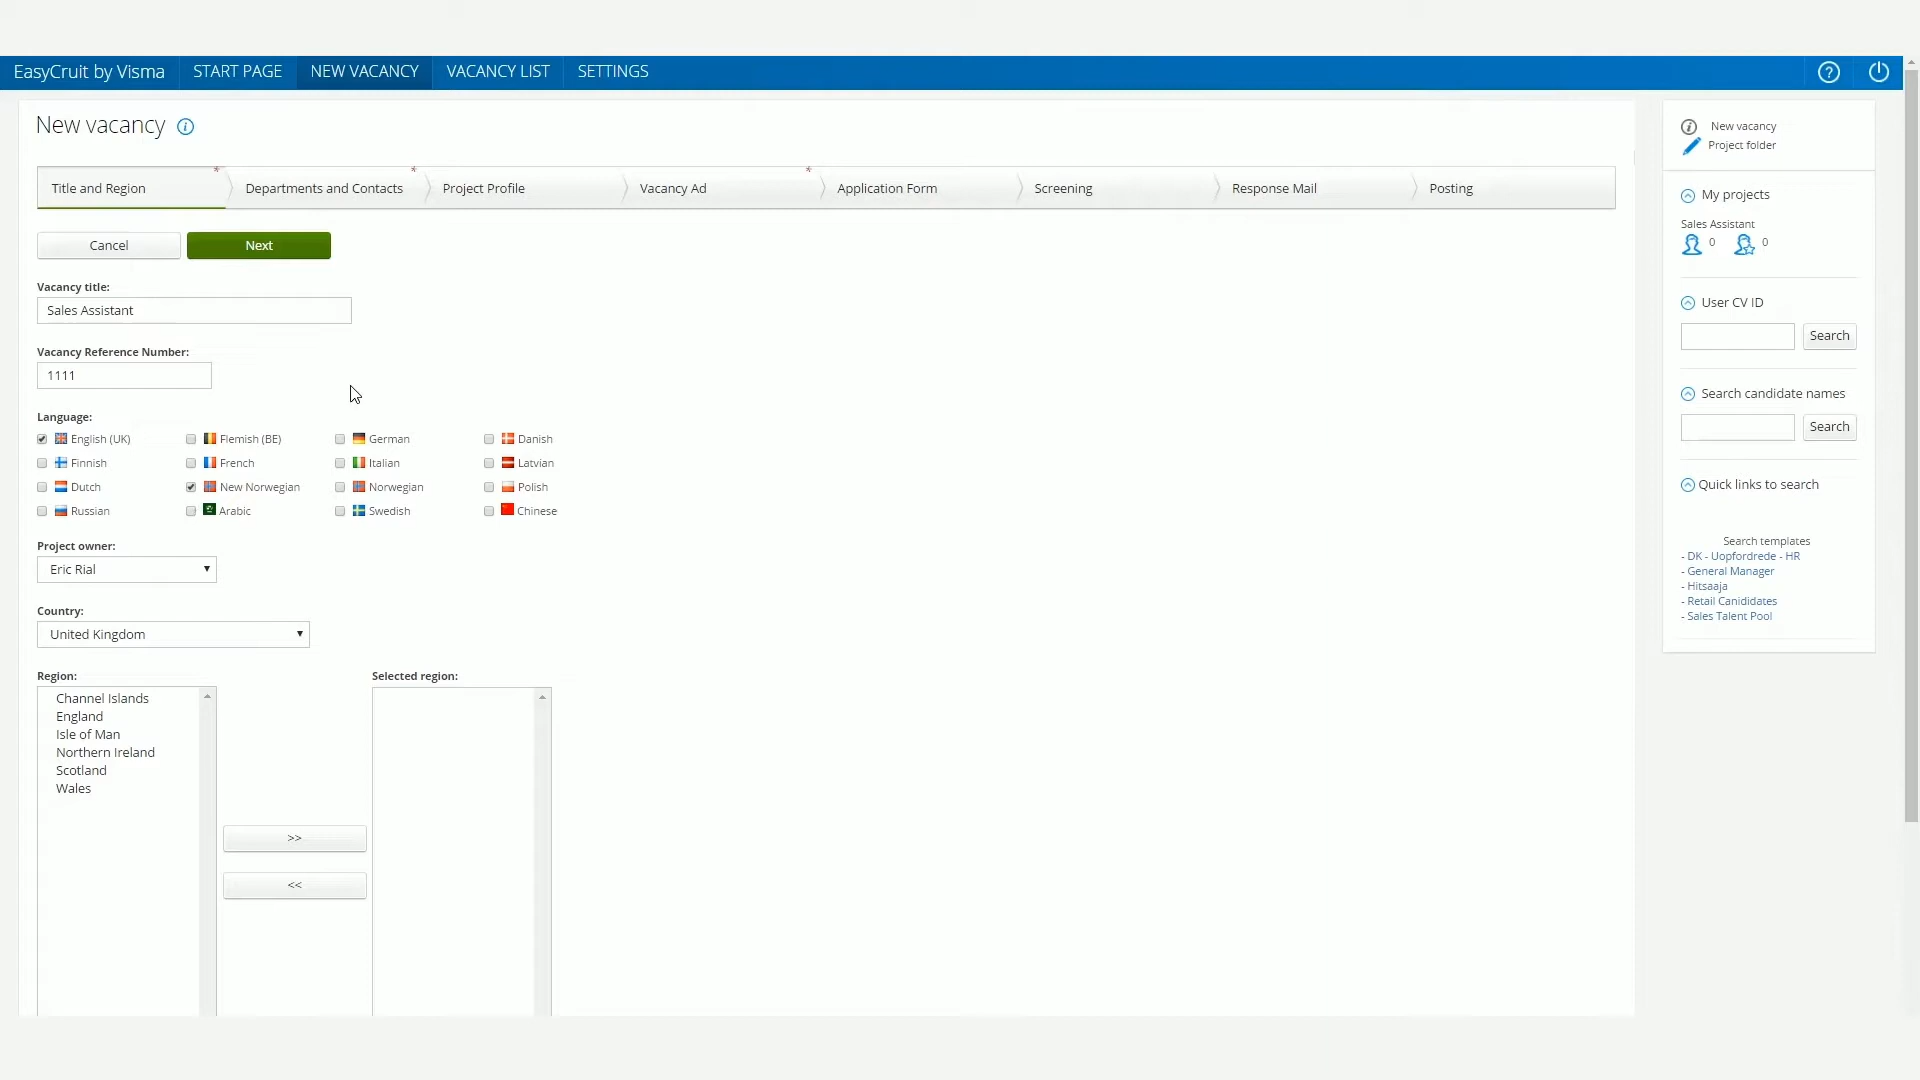 EasyCruit by Visma START PAGE NEW VACANCY VACANCY LIST SETTINGS ?
New vacancy i
Title and Region * Departments and Contacts * Project Profile Vacancy Ad * Application Form Screening Response Mail Posting
Cancel Next
Vacancy title:
Sales Assistant
Vacancy Reference Number:
1111
Language:
English (UK) Flemish (BE) German Danish
Finnish French Italian Latvian
Dutch New Norwegian Norwegian Polish
Russian Arabic Swedish Chinese
Project owner:
Eric Rial
Country:
United Kingdom
Region: Selected region:
Channel Islands
England
Isle of Man
Northern Ireland
Scotland
Wales
>>
<<
i New vacancy
Project folder
My projects
Sales Assistant
0 0
User CV ID
Search
Search candidate names
Search
Quick links to search
Search templates
- DK - Uopfordrede - HR
- General Manager
- Hitsaaja
- Retail Canididates
- Sales Talent Pool